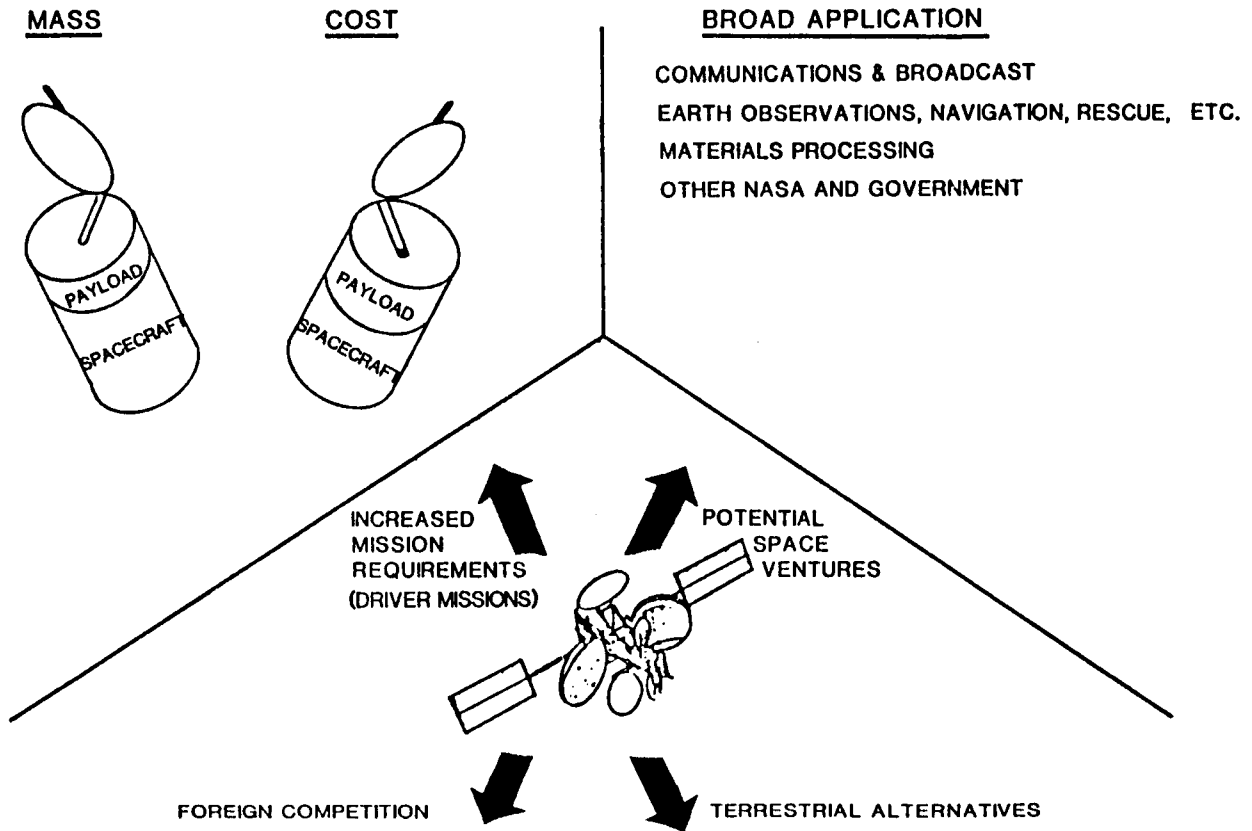 MASS
COST
PAYLOAD
SPACECRAFT
PAYLOAD
SPACECRAFT
BROAD APPLICATION
COMMUNICATIONS & BROADCAST
EARTH OBSERVATIONS, NAVIGATION, RESCUE, ETC.
MATERIALS PROCESSING
OTHER NASA AND GOVERNMENT
INCREASED
MISSION
REQUIREMENTS
(DRIVER MISSIONS)
POTENTIAL
SPACE
VENTURES
FOREIGN COMPETITION
TERRESTRIAL ALTERNATIVES